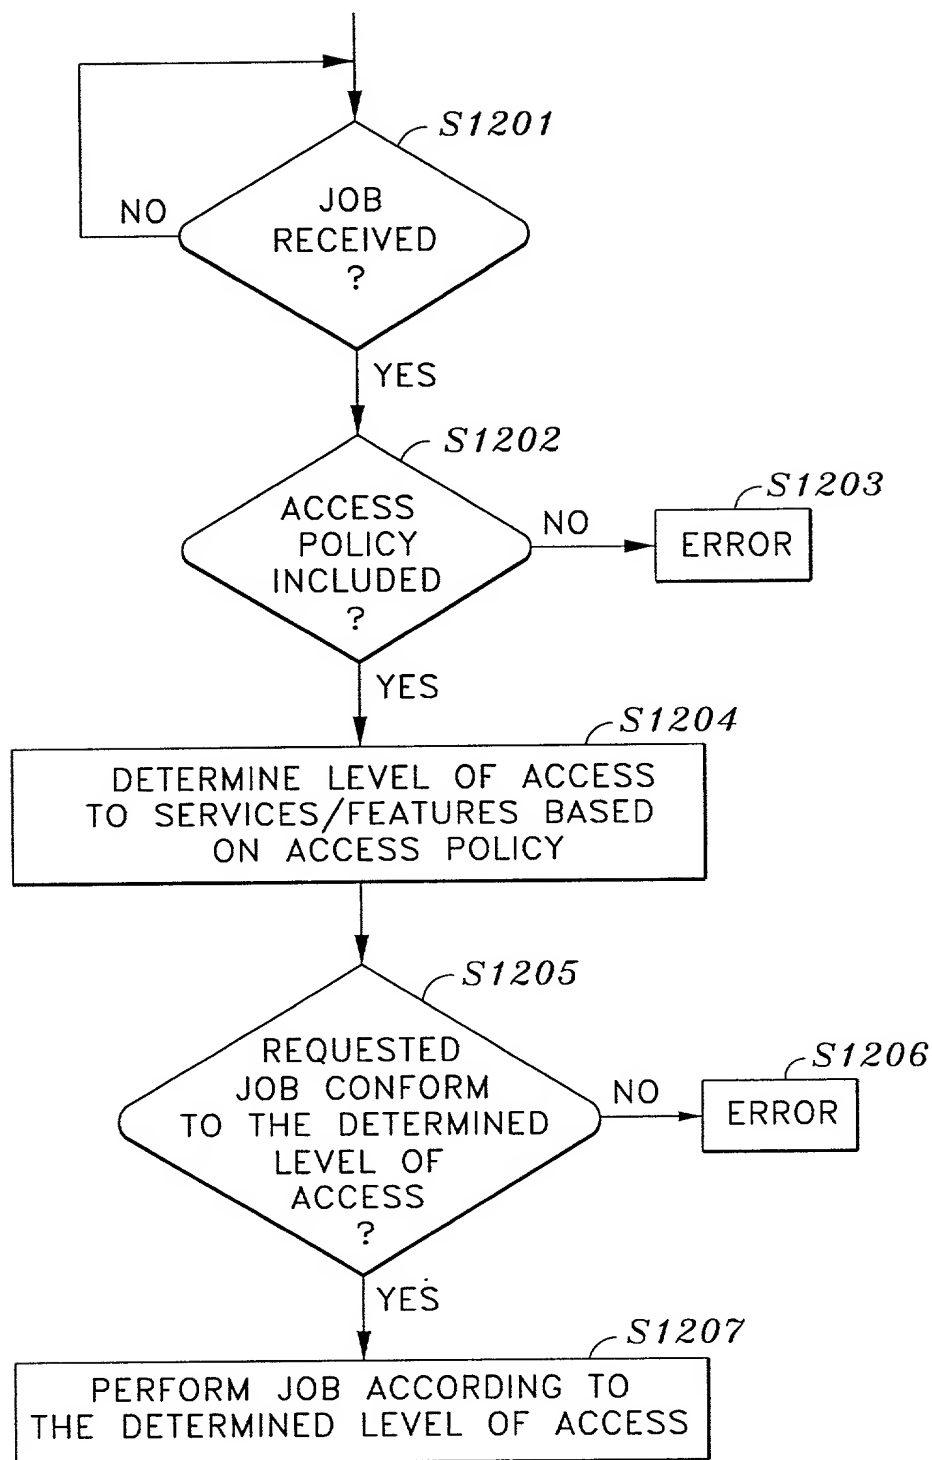 S1201
JOB
RECEIVED
?
NO
YES
S1202
ACCESS
POLICY
INCLUDED
?
NO
S1203
ERROR
YES
S1204
DETERMINE LEVEL OF ACCESS
TO SERVICES/FEATURES BASED
ON ACCESS POLICY
S1205
REQUESTED
JOB CONFORM
TO THE DETERMINED
LEVEL OF
ACCESS
?
NO
S1206
ERROR
YES
S1207
PERFORM JOB ACCORDING TO
THE DETERMINED LEVEL OF ACCESS